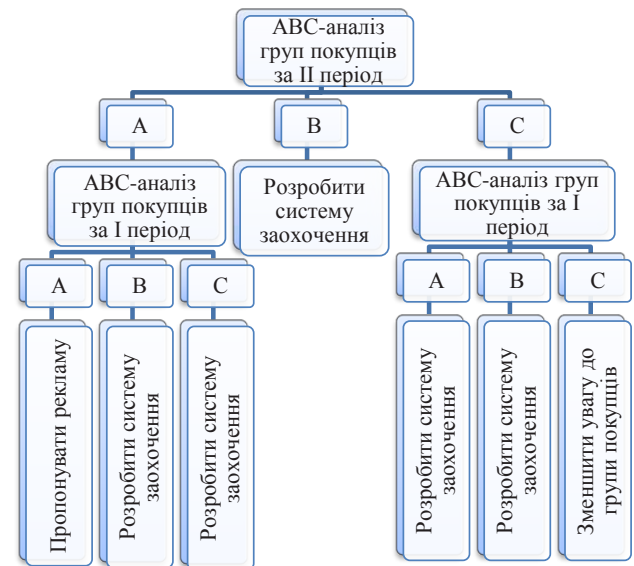 АВС-аналіз
груп покупців
за ІІ період
А
В
С
АВС-аналіз
груп покупців
за І період
Розробити
систему
заохочення
АВС-аналіз груп
покупців за І
період
А
В
С
А
В
С
Пропонувати рекламу
Розробити систему
заохочення
Розробити систему
заохочення
Розробити систему
заохочення
Розробити систему
заохочення
Зменшити увагу до
групи покупців